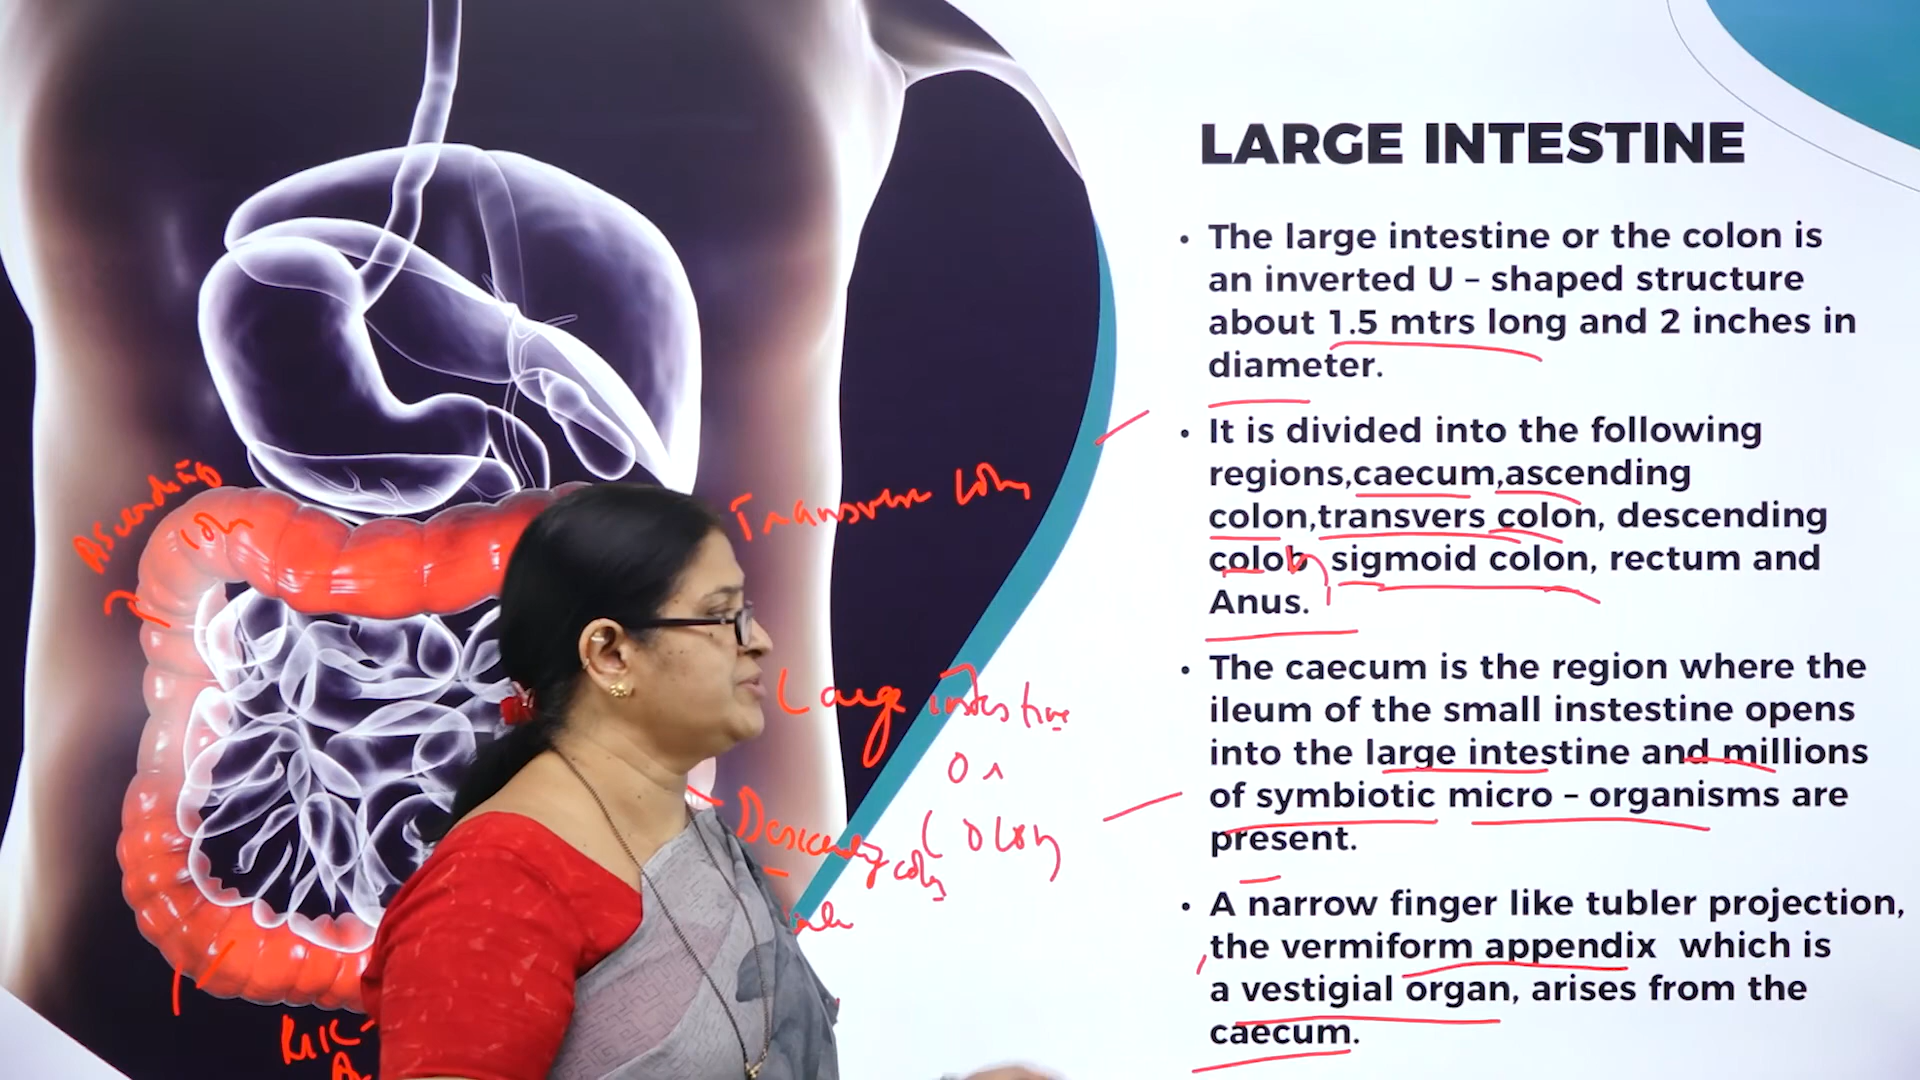 LARGE INTESTINE
• The large intestine or the colon is
an inverted U – shaped structure
about 1.5 mtrs long and 2 inches in
diameter.
• It is divided into the following
regions,caecum,ascending
colon,transvers colon, descending
colon, sigmoid colon, rectum and
Anus.
• The caecum is the region where the
ileum of the small instestine opens
into the large intestine and millions
of symbiotic micro – organisms are
present.
• A narrow finger like tubler projection,
the vermiform appendix which is
a vestigial organ, arises from the
caecum.
Ascending
colon
Transverse colon
Large intestine
Or
Colon
Descending
colon